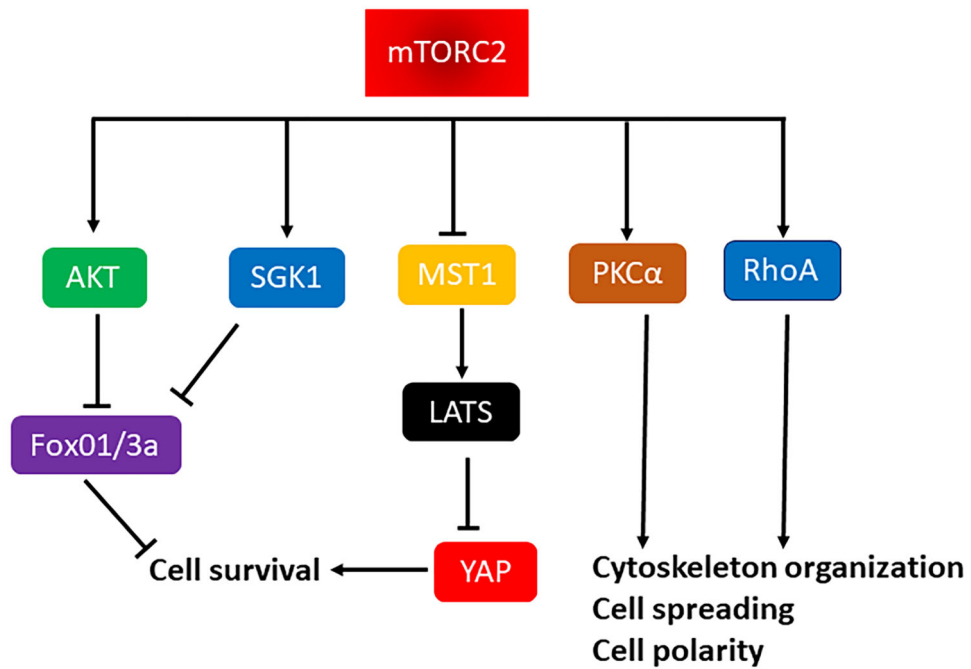 mTORC2
AKT
SGK1
MST1
PKCα
RhoA
LATS
Fox01/3a
Cell survival
YAP
Cytoskeleton organization
Cell spreading
Cell polarity